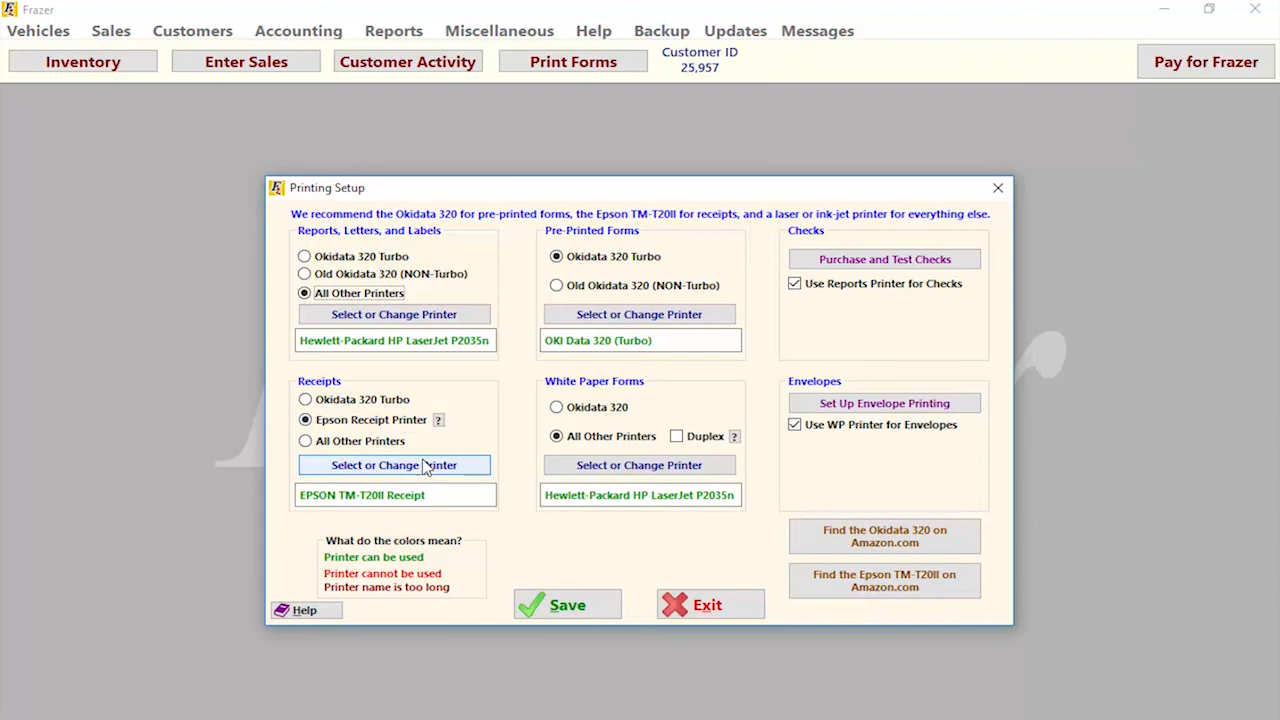 Frazer
Vehicles Sales Customers Accounting Reports Miscellaneous Help Backup Updates Messages
Inventory Enter Sales Customer Activity Print Forms Customer ID 25,957 Pay for Frazer
Printing Setup
We recommend the Okidata 320 for pre-printed forms, the Epson TM-T20II for receipts, and a laser or ink-jet printer for everything else.
Reports, Letters, and Labels
Okidata 320 Turbo
Old Okidata 320 (NON-Turbo)
All Other Printers
Select or Change Printer
Hewlett-Packard HP LaserJet P2035n
Pre-Printed Forms
Okidata 320 Turbo
Old Okidata 320 (NON-Turbo)
Select or Change Printer
OKI Data 320 (Turbo)
Checks
Purchase and Test Checks
Use Reports Printer for Checks
Receipts
Okidata 320 Turbo
Epson Receipt Printer ?
All Other Printers
Select or Change Printer
EPSON TM-T20II Receipt
White Paper Forms
Okidata 320
All Other Printers Duplex ?
Select or Change Printer
Hewlett-Packard HP LaserJet P2035n
Envelopes
Set Up Envelope Printing
Use WP Printer for Envelopes
What do the colors mean?
Printer can be used
Printer cannot be used
Printer name is too long
Find the Okidata 320 on
Amazon.com
Find the Epson TM-T20II on
Amazon.com
Help
Save
Exit